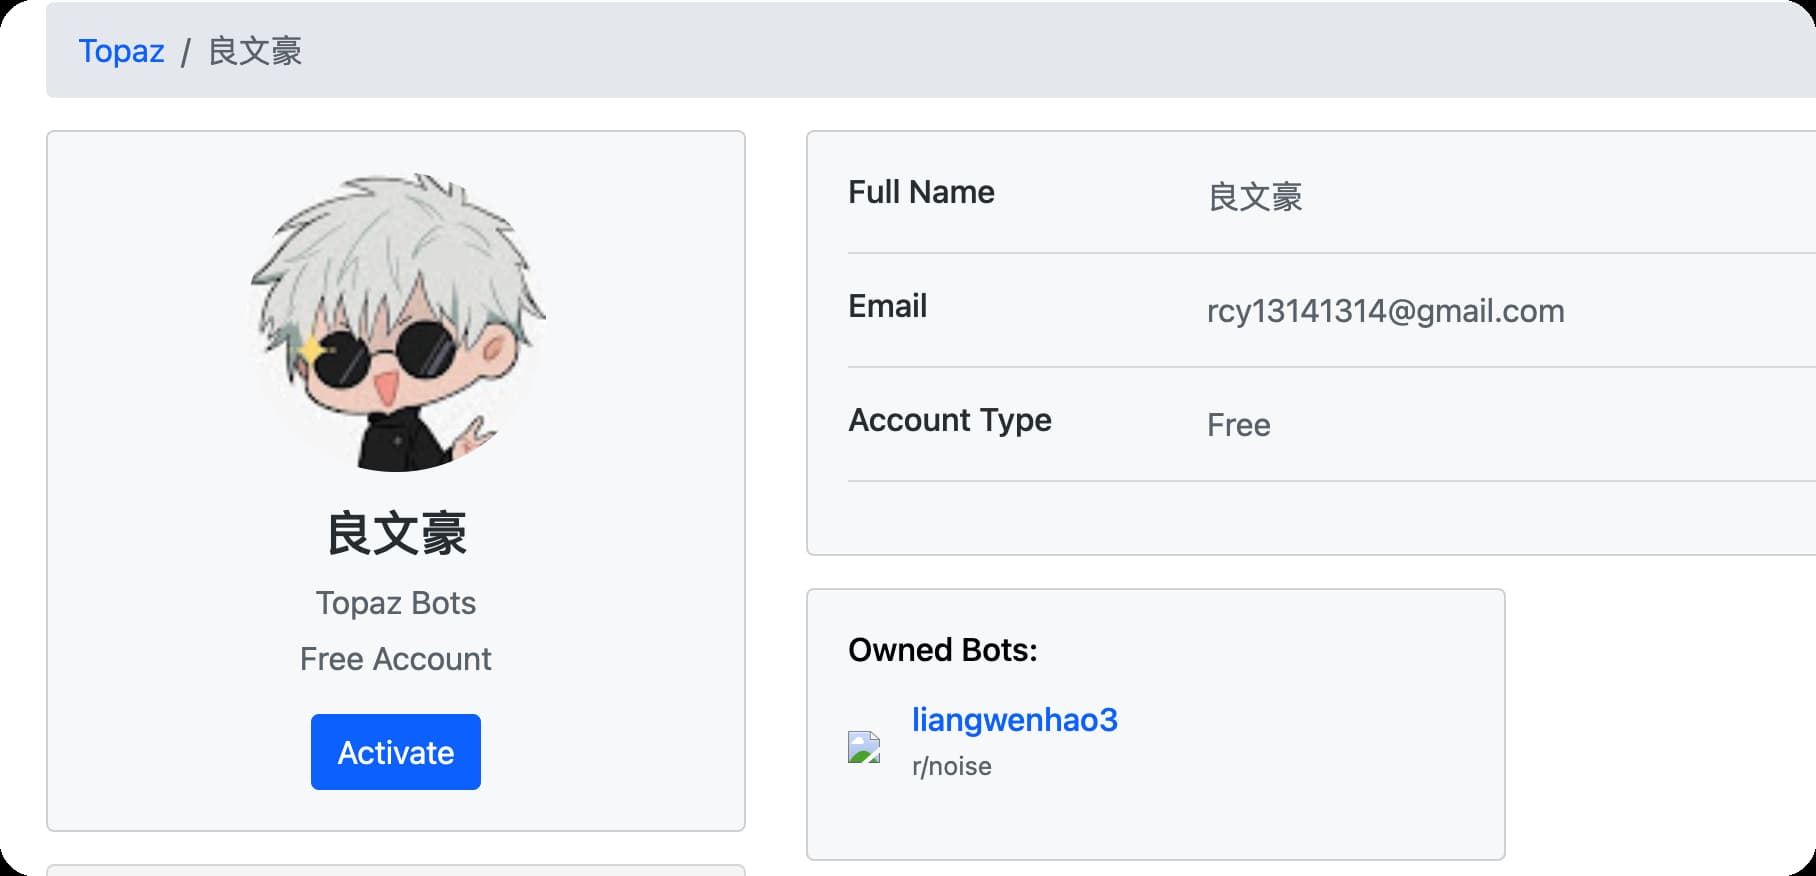 Topaz / 良文豪
良文豪
Topaz Bots
Free Account
Activate
Full Name 良文豪
Email rcy13141314@gmail.com
Account Type Free
Owned Bots:
liangwenhao3
r/noise